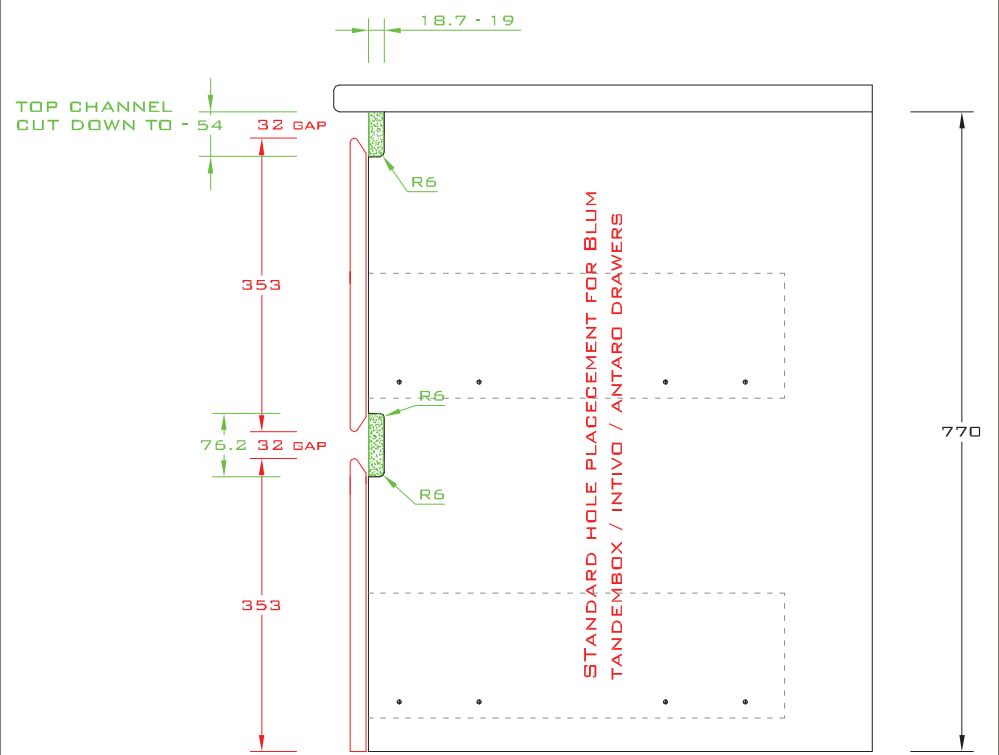 18.7 - 19
TOP CHANNEL
CUT DOWN TO - 54
32 GAP
R6
353
R6
76.2
32 GAP
R6
353
770
STANDARD HOLE PLACECEMENT FOR BLUM
TANDEMBOX / INTIVO / ANTARO DRAWERS